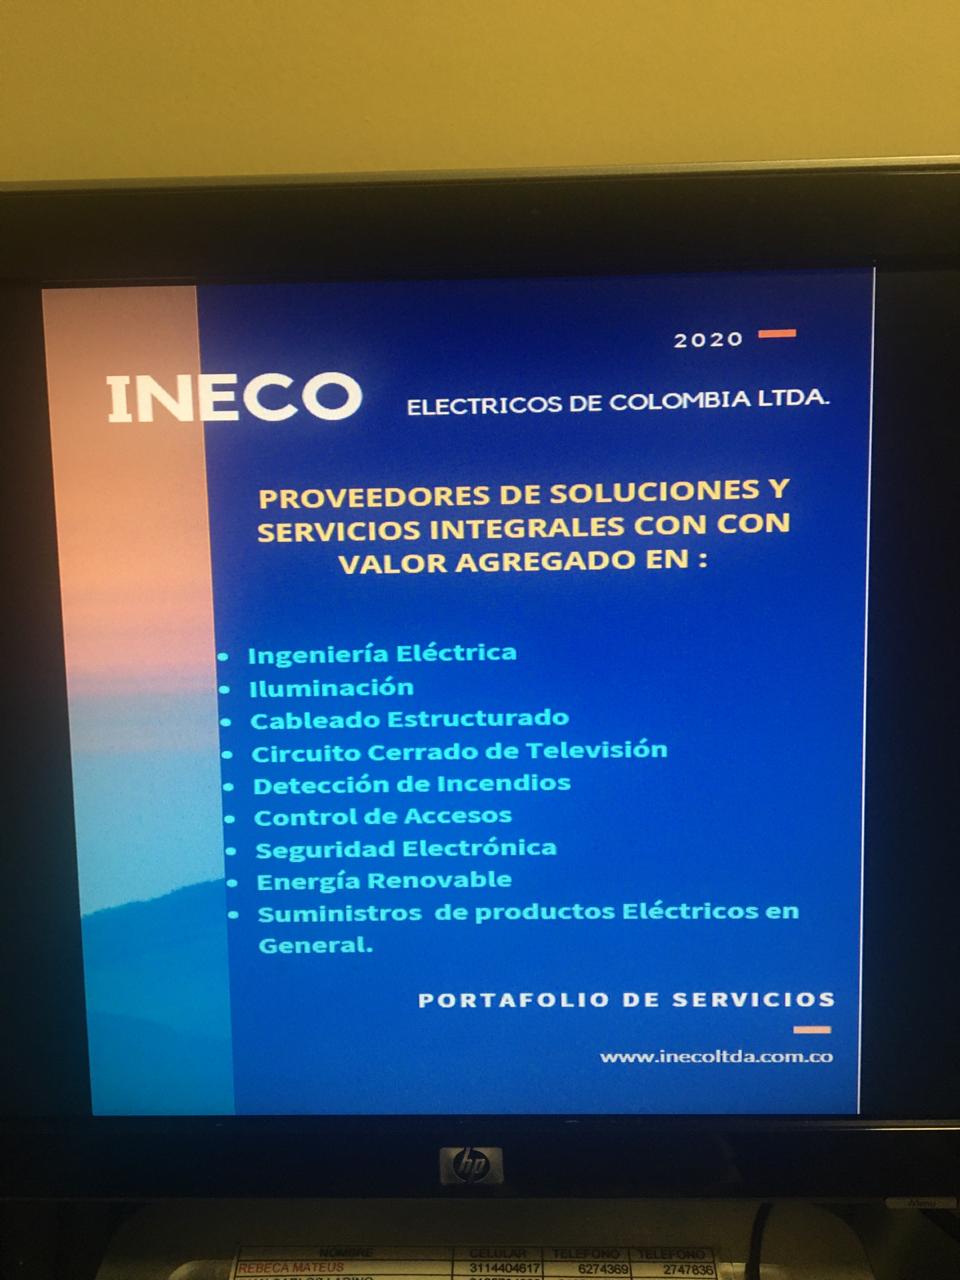 2020
INECO ELECTRICOS DE COLOMBIA LTDA.
PROVEEDORES DE SOLUCIONES Y
SERVICIOS INTEGRALES CON CON
VALOR AGREGADO EN :
• Ingeniería Eléctrica
• Iluminación
• Cableado Estructurado
• Circuito Cerrado de Televisión
• Detección de Incendios
• Control de Accesos
• Seguridad Electrónica
• Energía Renovable
• Suministros de productos Eléctricos en
General.
PORTAFOLIO DE SERVICIOS
www.inecoltda.com.co
hp
Menu
NOMBRE CELULAR TELEFONO TELEFONO
REBECA MATEUS 3114404617 6274369 2747836